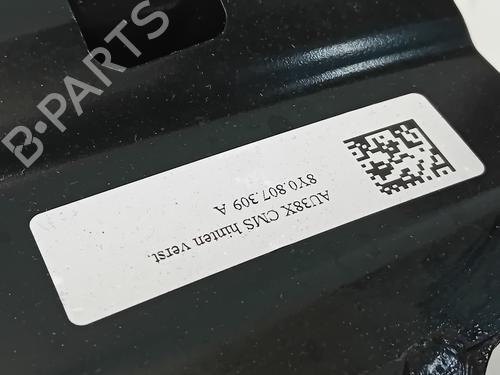 B-PARTS
AU38X CMS hinten verst.
8Y0 807.309 A